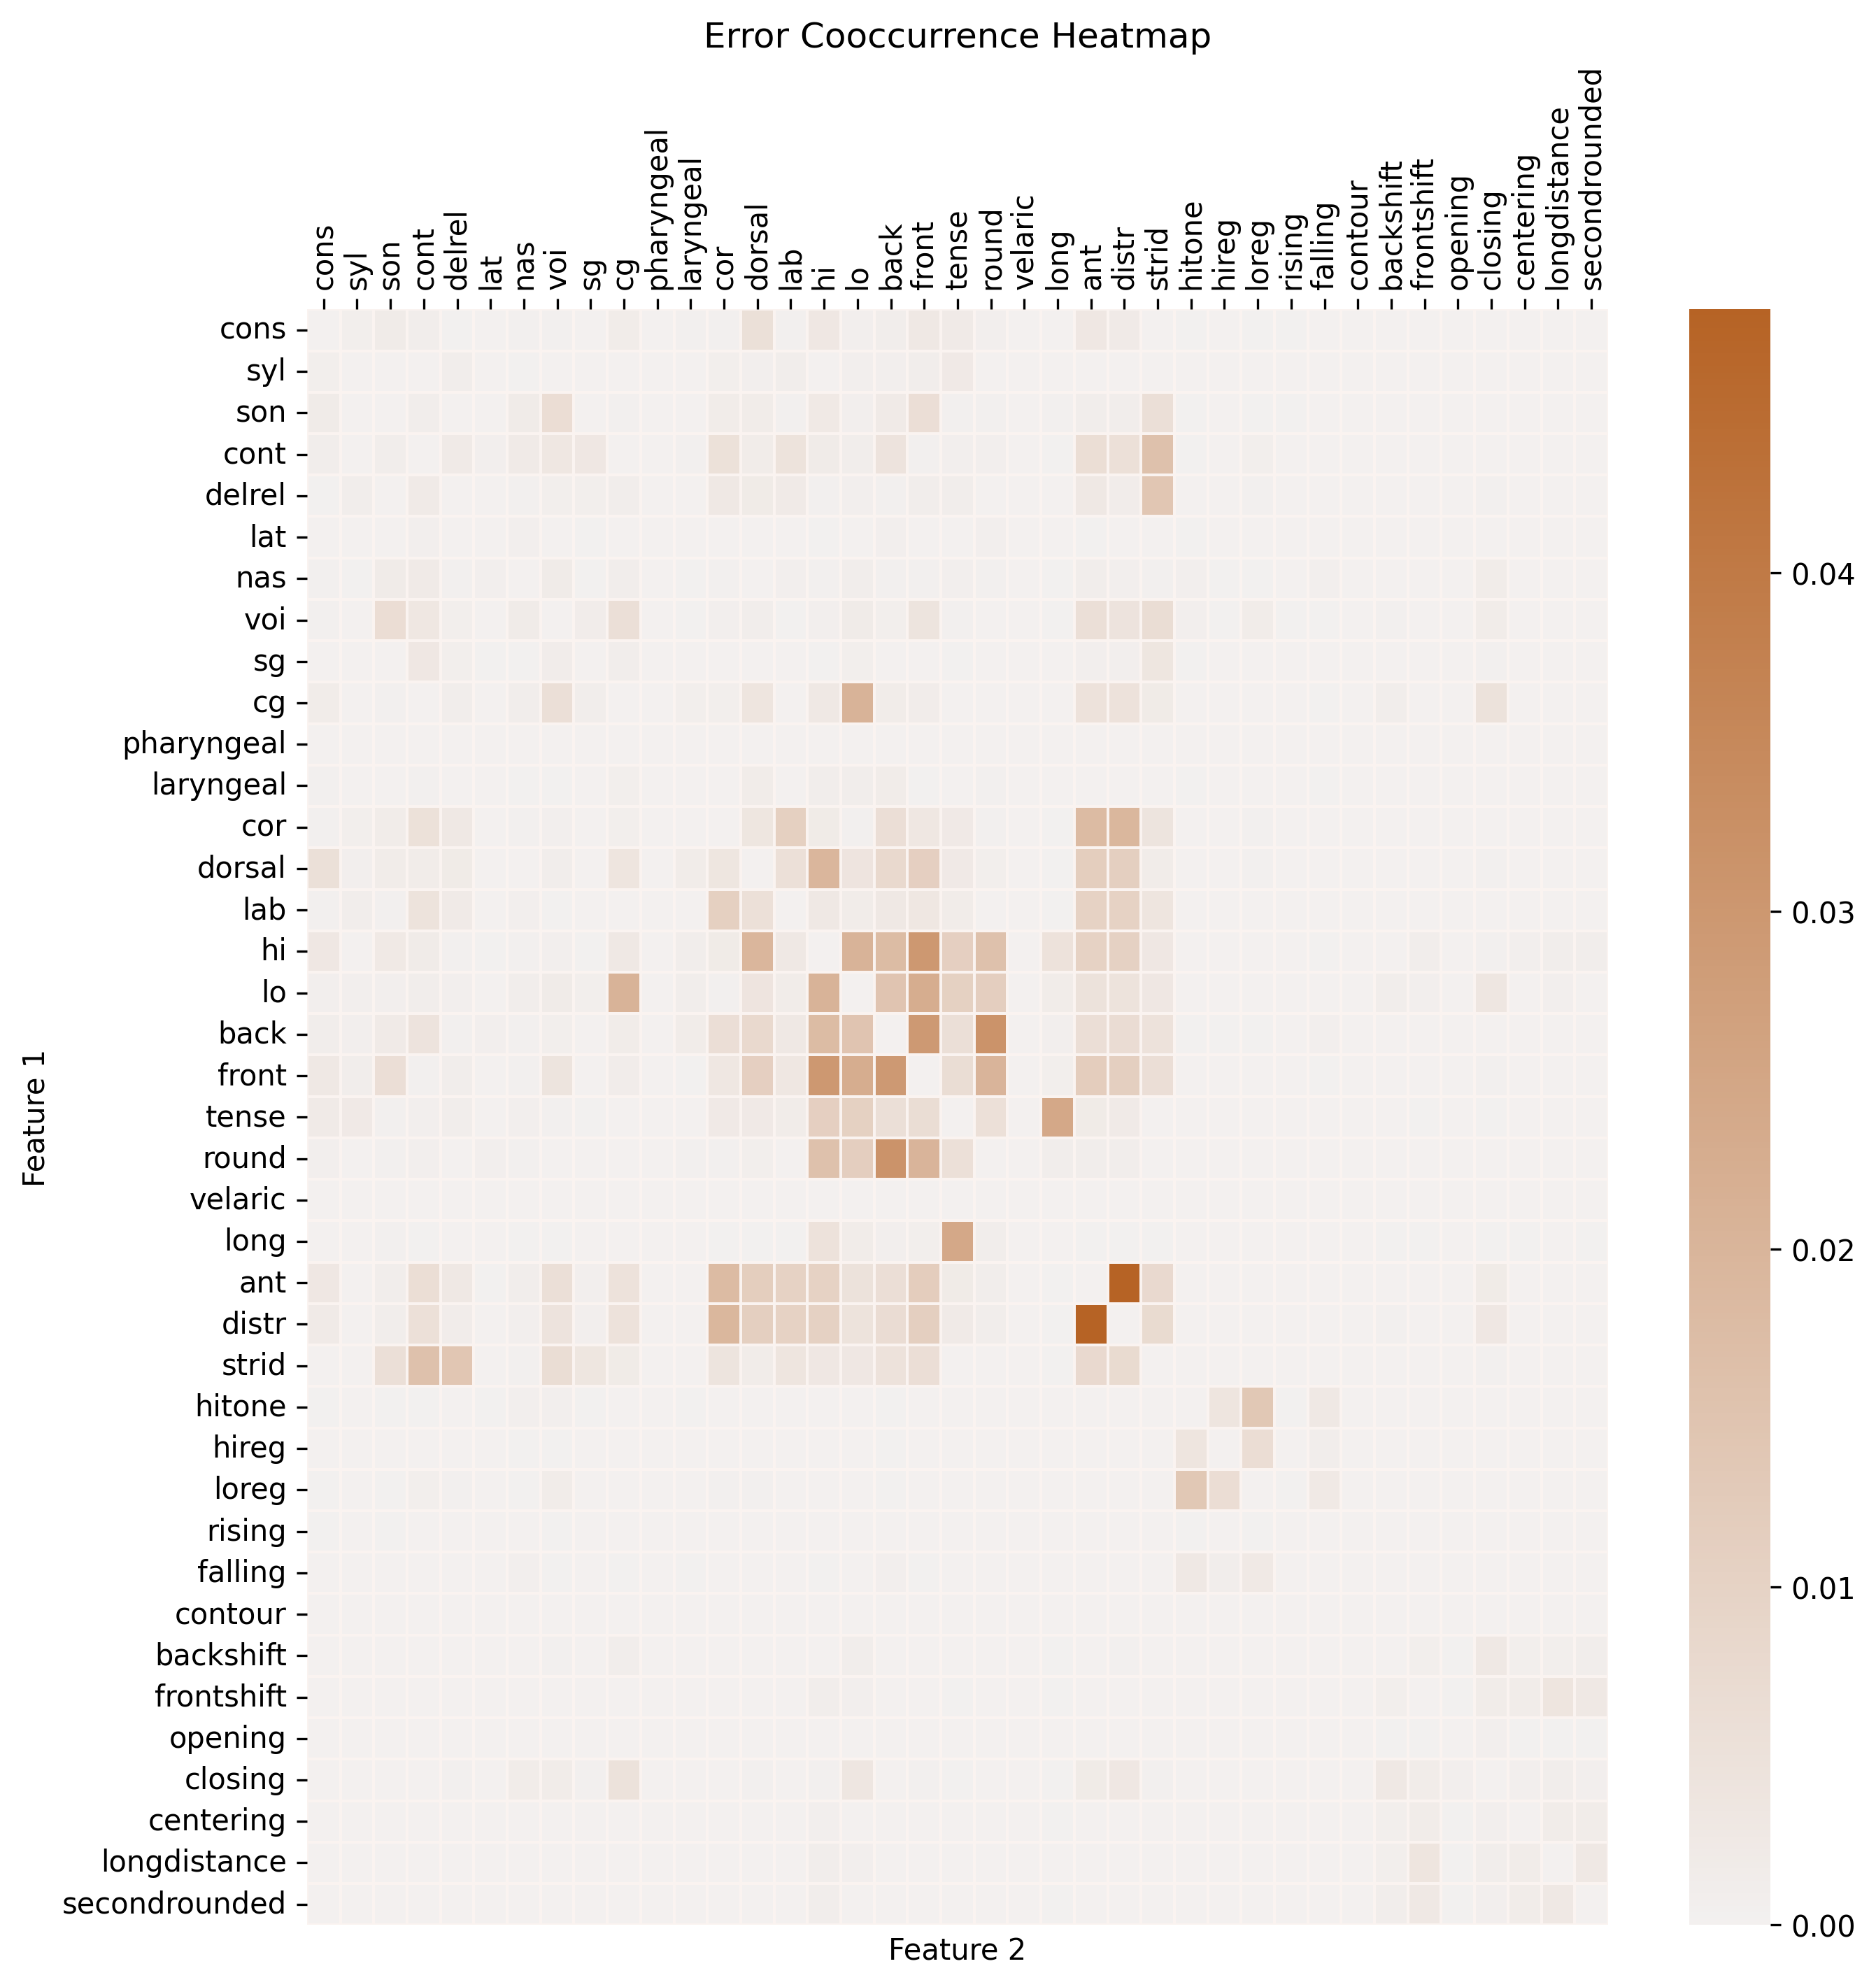 Error Cooccurrence Heatmap
cons syl son cont delrel lat nas voi sg cg pharyngeal laryngeal cor dorsal lab hi lo back front tense round velaric long ant distr strid hitone hireg loreg rising falling contour backshift frontshift opening closing centering longdistance secondrounded
cons
syl
son
cont
delrel
lat
nas
voi
sg
cg
pharyngeal
laryngeal
cor
dorsal
lab
hi
lo
back
front
tense
round
velaric
long
ant
distr
strid
hitone
hireg
loreg
rising
falling
contour
backshift
frontshift
opening
closing
centering
longdistance
secondrounded
Feature 1
Feature 2
0.04
0.03
0.02
0.01
0.00